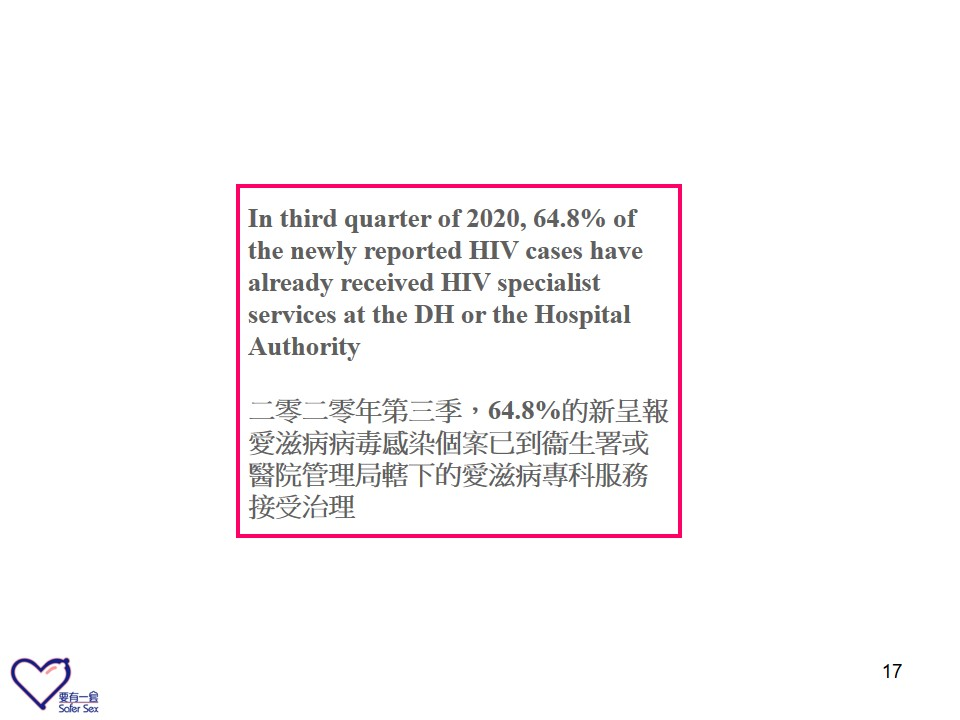 In third quarter of 2020, 64.8% of
the newly reported HIV cases have
already received HIV specialist
services at the DH or the Hospital
Authority
二零二零年第三季，64.8%的新呈報
愛滋病病毒感染個案已到衞生署或
醫院管理局轄下的愛滋病專科服務
接受治理
要有一套
Safer Sex
17